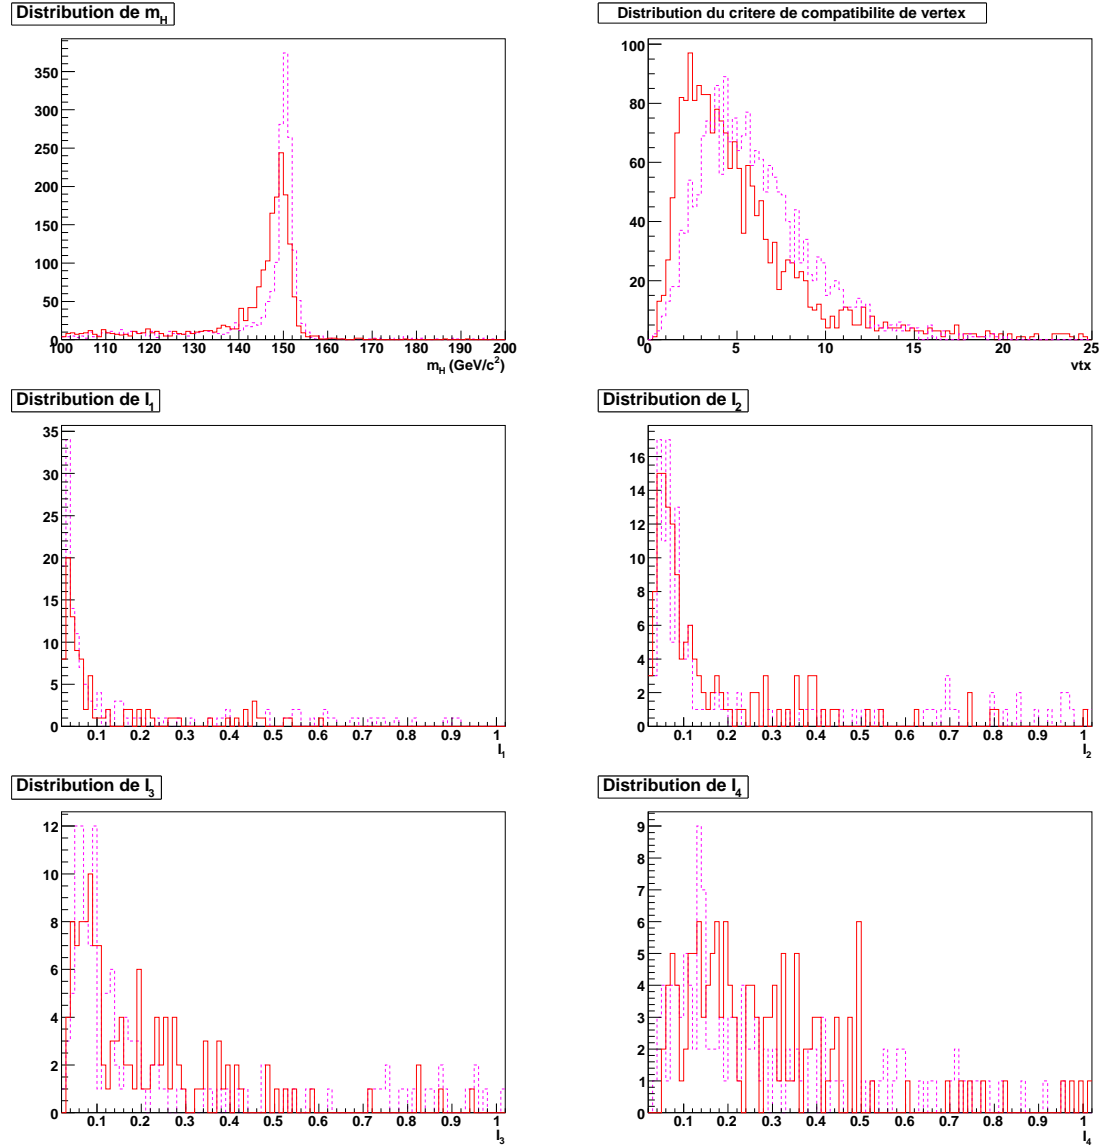 Distribution de m_H
350
300
250
200
150
100
50
0
100 110 120 130 140 150 160 170 180 190 200
m_H (GeV/c²)
Distribution du critere de compatibilite de vertex
100
80
60
40
20
0
0 5 10 15 20 25
vtx
Distribution de I_1
35
30
25
20
15
10
5
0
0.1 0.2 0.3 0.4 0.5 0.6 0.7 0.8 0.9 1
I_1
Distribution de I_2
16
14
12
10
8
6
4
2
0
0.1 0.2 0.3 0.4 0.5 0.6 0.7 0.8 0.9 1
I_2
Distribution de I_3
12
10
8
6
4
2
0
0.1 0.2 0.3 0.4 0.5 0.6 0.7 0.8 0.9 1
I_3
Distribution de I_4
9
8
7
6
5
4
3
2
1
0
0.1 0.2 0.3 0.4 0.5 0.6 0.7 0.8 0.9 1
I_4